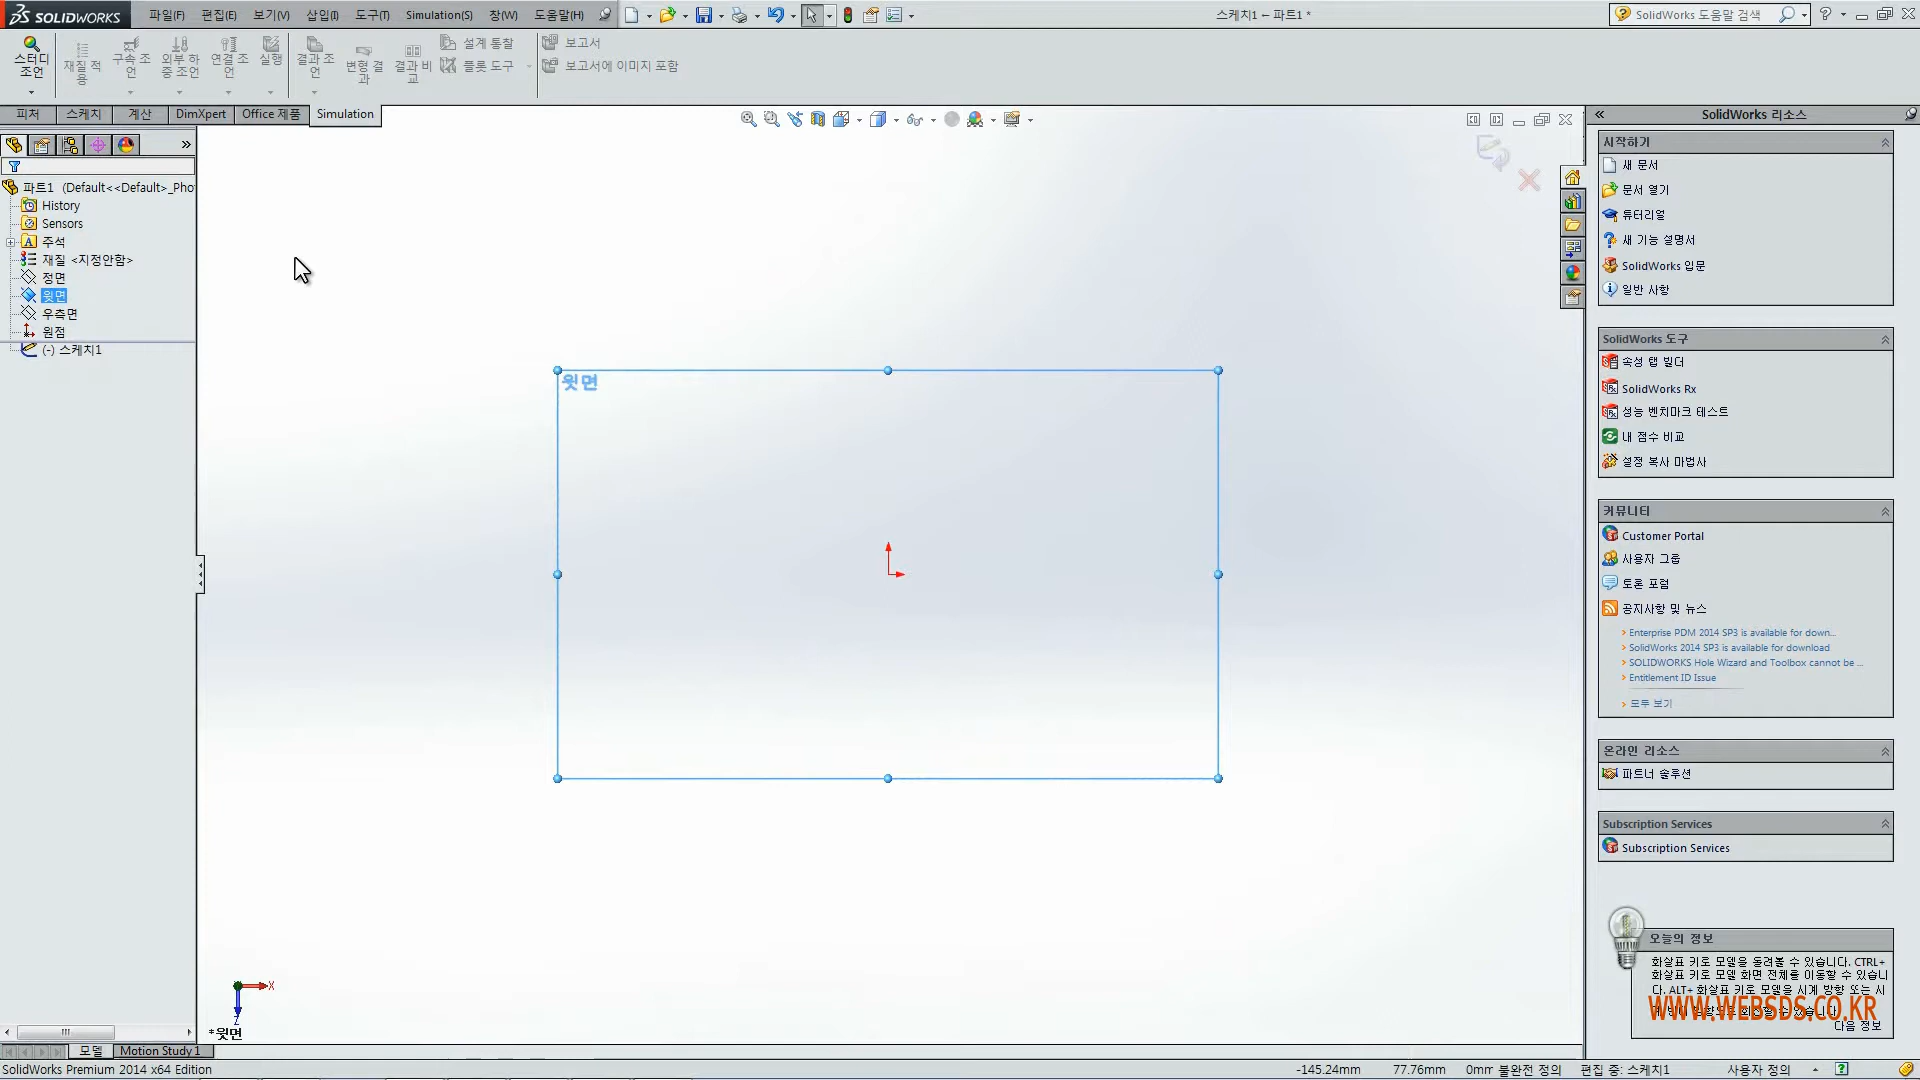 SOLIDWORKS 파일(F) 편집(E) 보기(V) 삽입(I) 도구(T) Simulation(S) 창(W) 도움말(H) 스케치1 ← 파트1 * SolidWorks 도움말 검색
스터디 조언
재질 적용
구속 조언
외부 하중 조언
연결 조언
실행
결과 조언
변형 결과
결과 비교
설계 통찰
플롯 도구
보고서
보고서에 이미지 포함
피처 스케치 계산 DimXpert Office 제품 Simulation
파트1 (Default<<Default>_Pho
History
Sensors
주석
재질 <지정안함>
정면
윗면
우측면
원점
(-) 스케치1
윗면
X
*윗면
SolidWorks 리소스
시작하기
새 문서
문서 열기
튜터리얼
새 기능 설명서
SolidWorks 입문
일반 사항
SolidWorks 도구
속성 탭 빌더
SolidWorks Rx
성능 벤치마크 테스트
내 점수 비교
설정 복사 마법사
커뮤니티
Customer Portal
사용자 그룹
토론 포럼
공지사항 및 뉴스
Enterprise PDM 2014 SP3 is available for down...
SolidWorks 2014 SP3 is available for download
SOLIDWORKS Hole Wizard and Toolbox cannot be ...
Entitlement ID Issue
모두 보기
온라인 리소스
파트너 솔루션
Subscription Services
Subscription Services
오늘의 정보
화살표 키로 모델을 돌려볼 수 있습니다. CTRL+
화살표 키로 모델 화면 전체를 이동할 수 있습니
다. ALT+ 화살표 키로 모델을 시계 방향 또는 시
WWW.WEBSDS.CO.KR
다음 정보
모델 Motion Study 1
SolidWorks Premium 2014 x64 Edition -145.24mm 77.76mm 0mm 불완전 정의 편집 중: 스케치1 사용자 정의